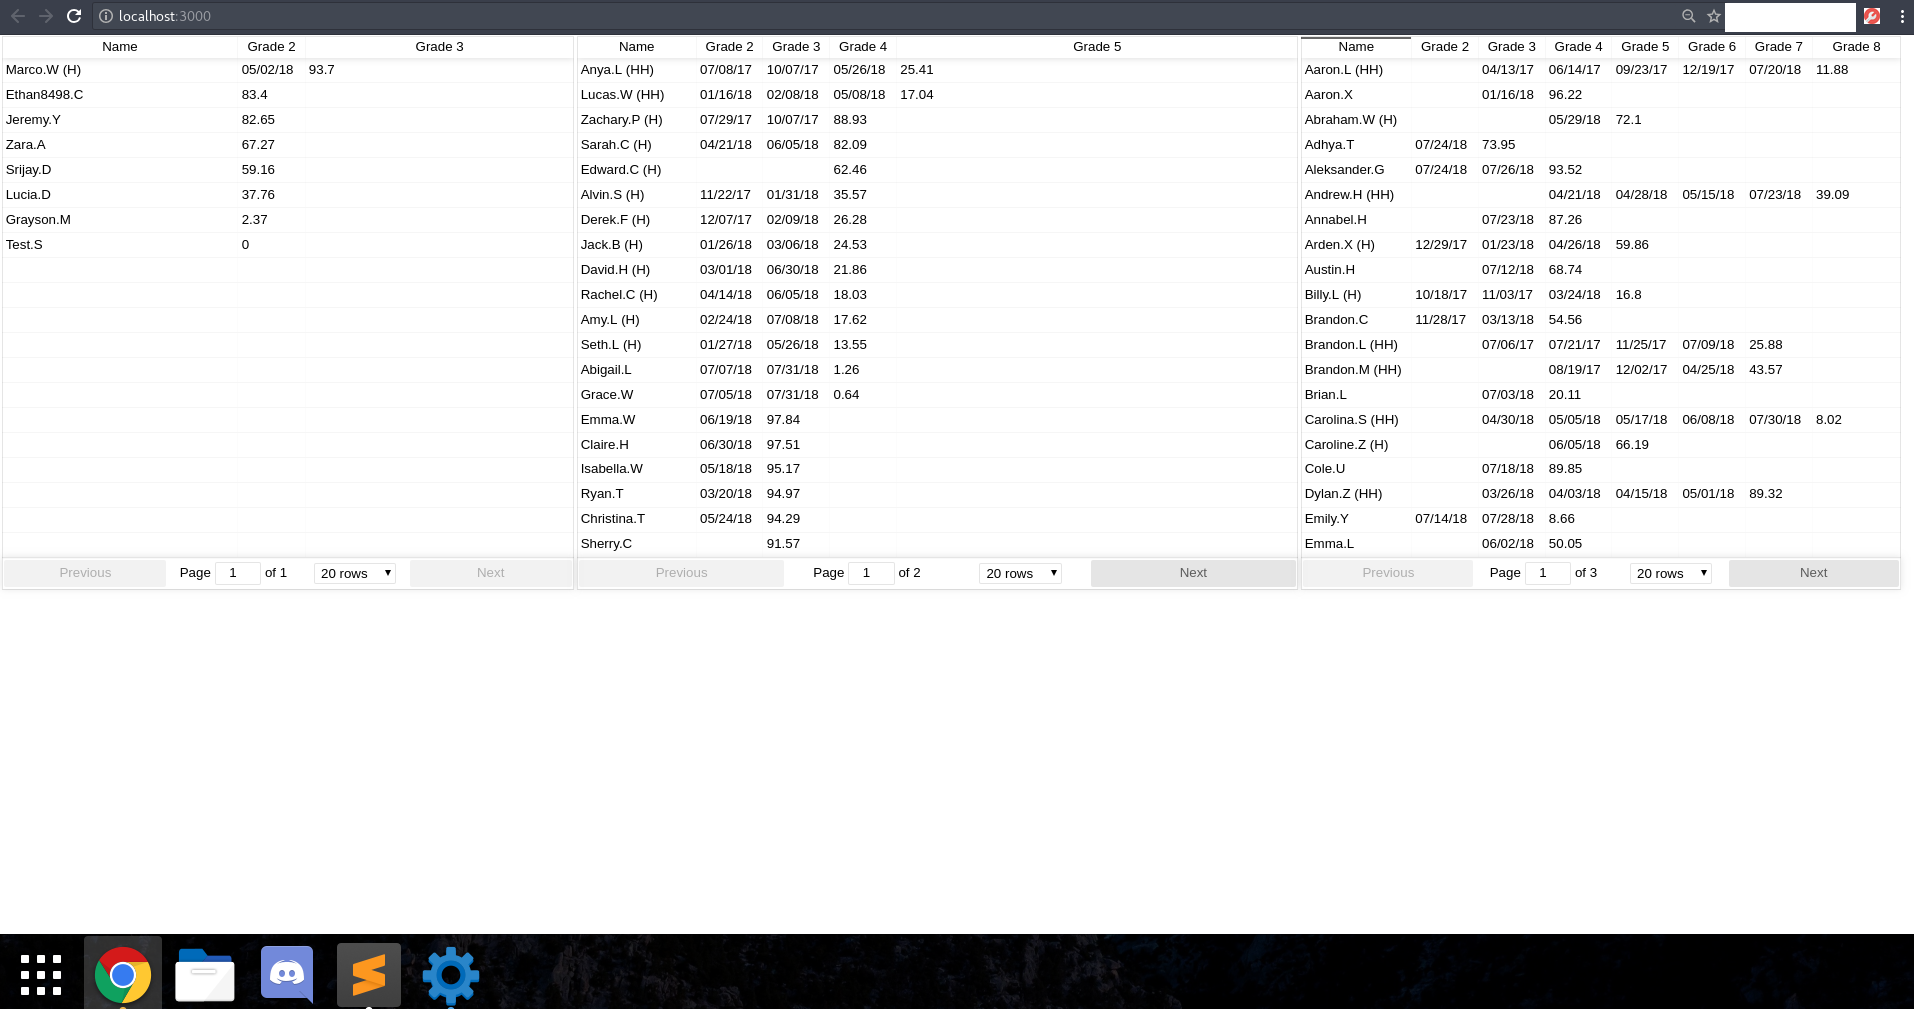 localhost:3000
Name Grade 2 Grade 3
Marco.W (H) 05/02/18 93.7
Ethan8498.C 83.4
Jeremy.Y 82.65
Zara.A 67.27
Srijay.D 59.16
Lucia.D 37.76
Grayson.M 2.37
Test.S 0
Previous Page 1 of 1 20 rows Next
Name Grade 2 Grade 3 Grade 4 Grade 5
Anya.L (HH) 07/08/17 10/07/17 05/26/18 25.41
Lucas.W (HH) 01/16/18 02/08/18 05/08/18 17.04
Zachary.P (H) 07/29/17 10/07/17 88.93
Sarah.C (H) 04/21/18 06/05/18 82.09
Edward.C (H) 62.46
Alvin.S (H) 11/22/17 01/31/18 35.57
Derek.F (H) 12/07/17 02/09/18 26.28
Jack.B (H) 01/26/18 03/06/18 24.53
David.H (H) 03/01/18 06/30/18 21.86
Rachel.C (H) 04/14/18 06/05/18 18.03
Amy.L (H) 02/24/18 07/08/18 17.62
Seth.L (H) 01/27/18 05/26/18 13.55
Abigail.L 07/07/18 07/31/18 1.26
Grace.W 07/05/18 07/31/18 0.64
Emma.W 06/19/18 97.84
Claire.H 06/30/18 97.51
Isabella.W 05/18/18 95.17
Ryan.T 03/20/18 94.97
Christina.T 05/24/18 94.29
Sherry.C 91.57
Previous Page 1 of 2 20 rows Next
Name Grade 2 Grade 3 Grade 4 Grade 5 Grade 6 Grade 7 Grade 8
Aaron.L (HH) 04/13/17 06/14/17 09/23/17 12/19/17 07/20/18 11.88
Aaron.X 01/16/18 96.22
Abraham.W (H) 05/29/18 72.1
Adhya.T 07/24/18 73.95
Aleksander.G 07/24/18 07/26/18 93.52
Andrew.H (HH) 04/21/18 04/28/18 05/15/18 07/23/18 39.09
Annabel.H 07/23/18 87.26
Arden.X (H) 12/29/17 01/23/18 04/26/18 59.86
Austin.H 07/12/18 68.74
Billy.L (H) 10/18/17 11/03/17 03/24/18 16.8
Brandon.C 11/28/17 03/13/18 54.56
Brandon.L (HH) 07/06/17 07/21/17 11/25/17 07/09/18 25.88
Brandon.M (HH) 08/19/17 12/02/17 04/25/18 43.57
Brian.L 07/03/18 20.11
Carolina.S (HH) 04/30/18 05/05/18 05/17/18 06/08/18 07/30/18 8.02
Caroline.Z (H) 06/05/18 66.19
Cole.U 07/18/18 89.85
Dylan.Z (HH) 03/26/18 04/03/18 04/15/18 05/01/18 89.32
Emily.Y 07/14/18 07/28/18 8.66
Emma.L 06/02/18 50.05
Previous Page 1 of 3 20 rows Next